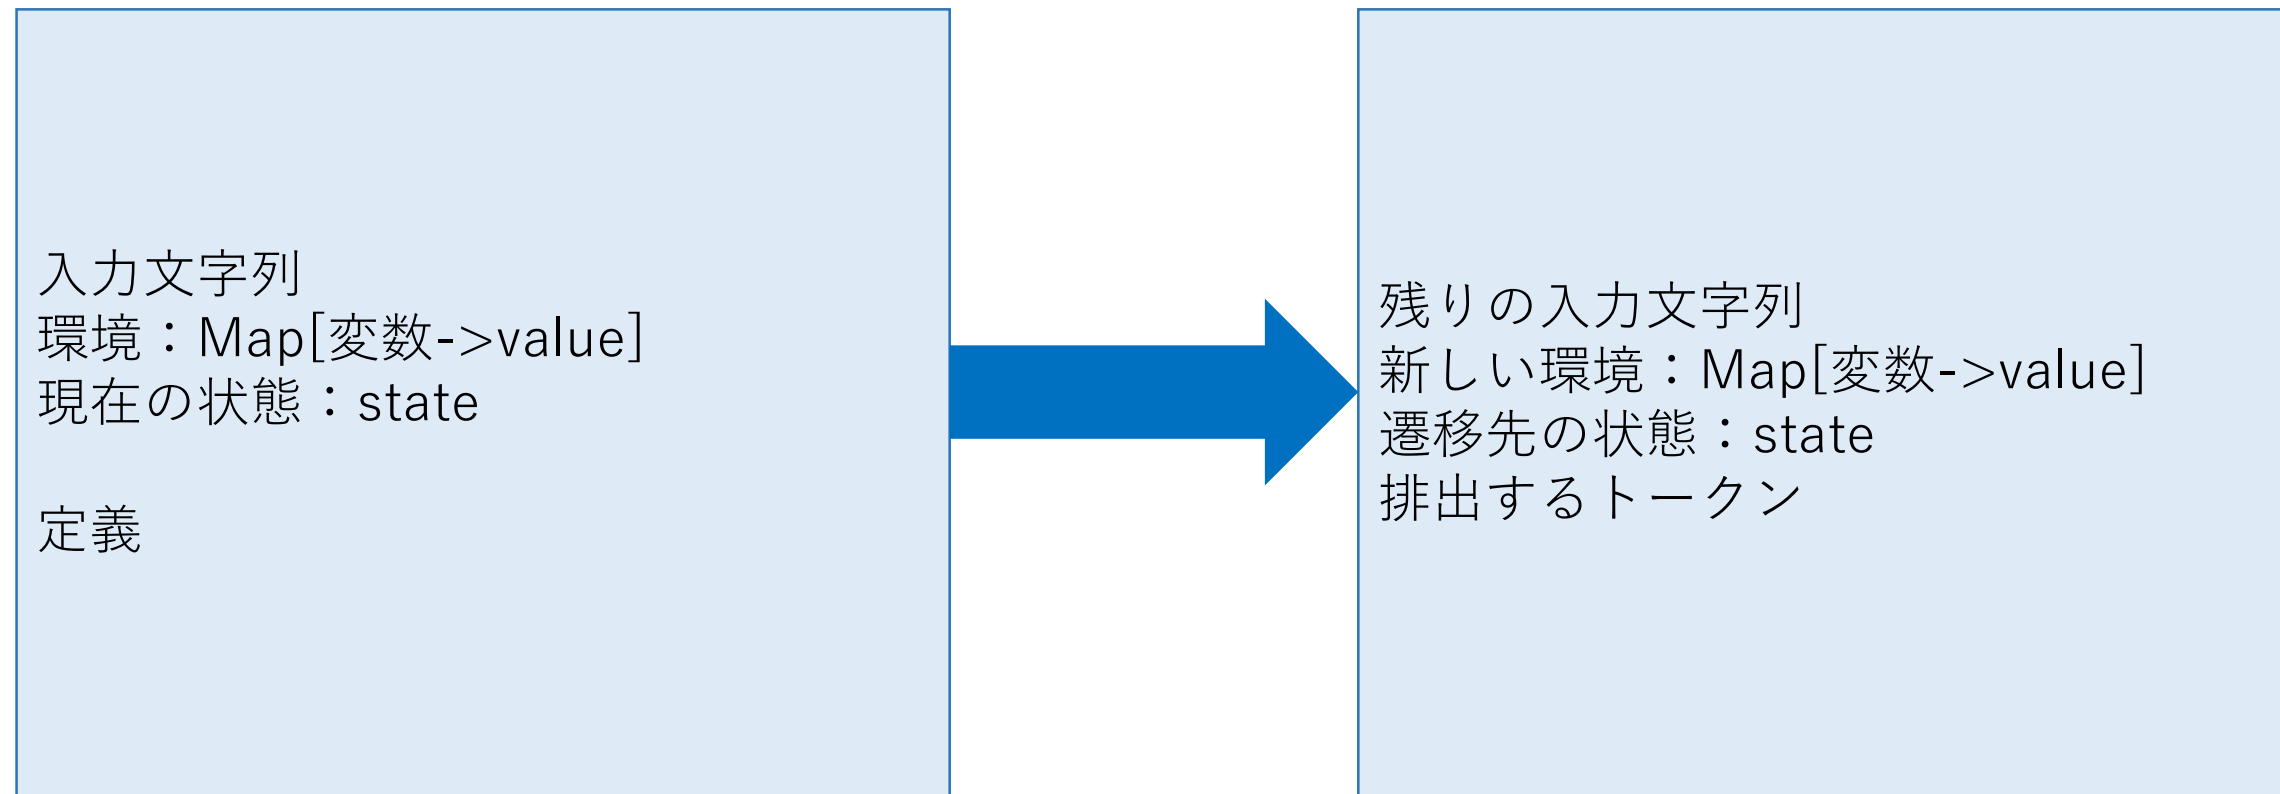 入力文字列
環境：Map[変数->value]
現在の状態：state
定義
残りの入力文字列
新しい環境：Map[変数->value]
遷移先の状態：state
排出するトークン